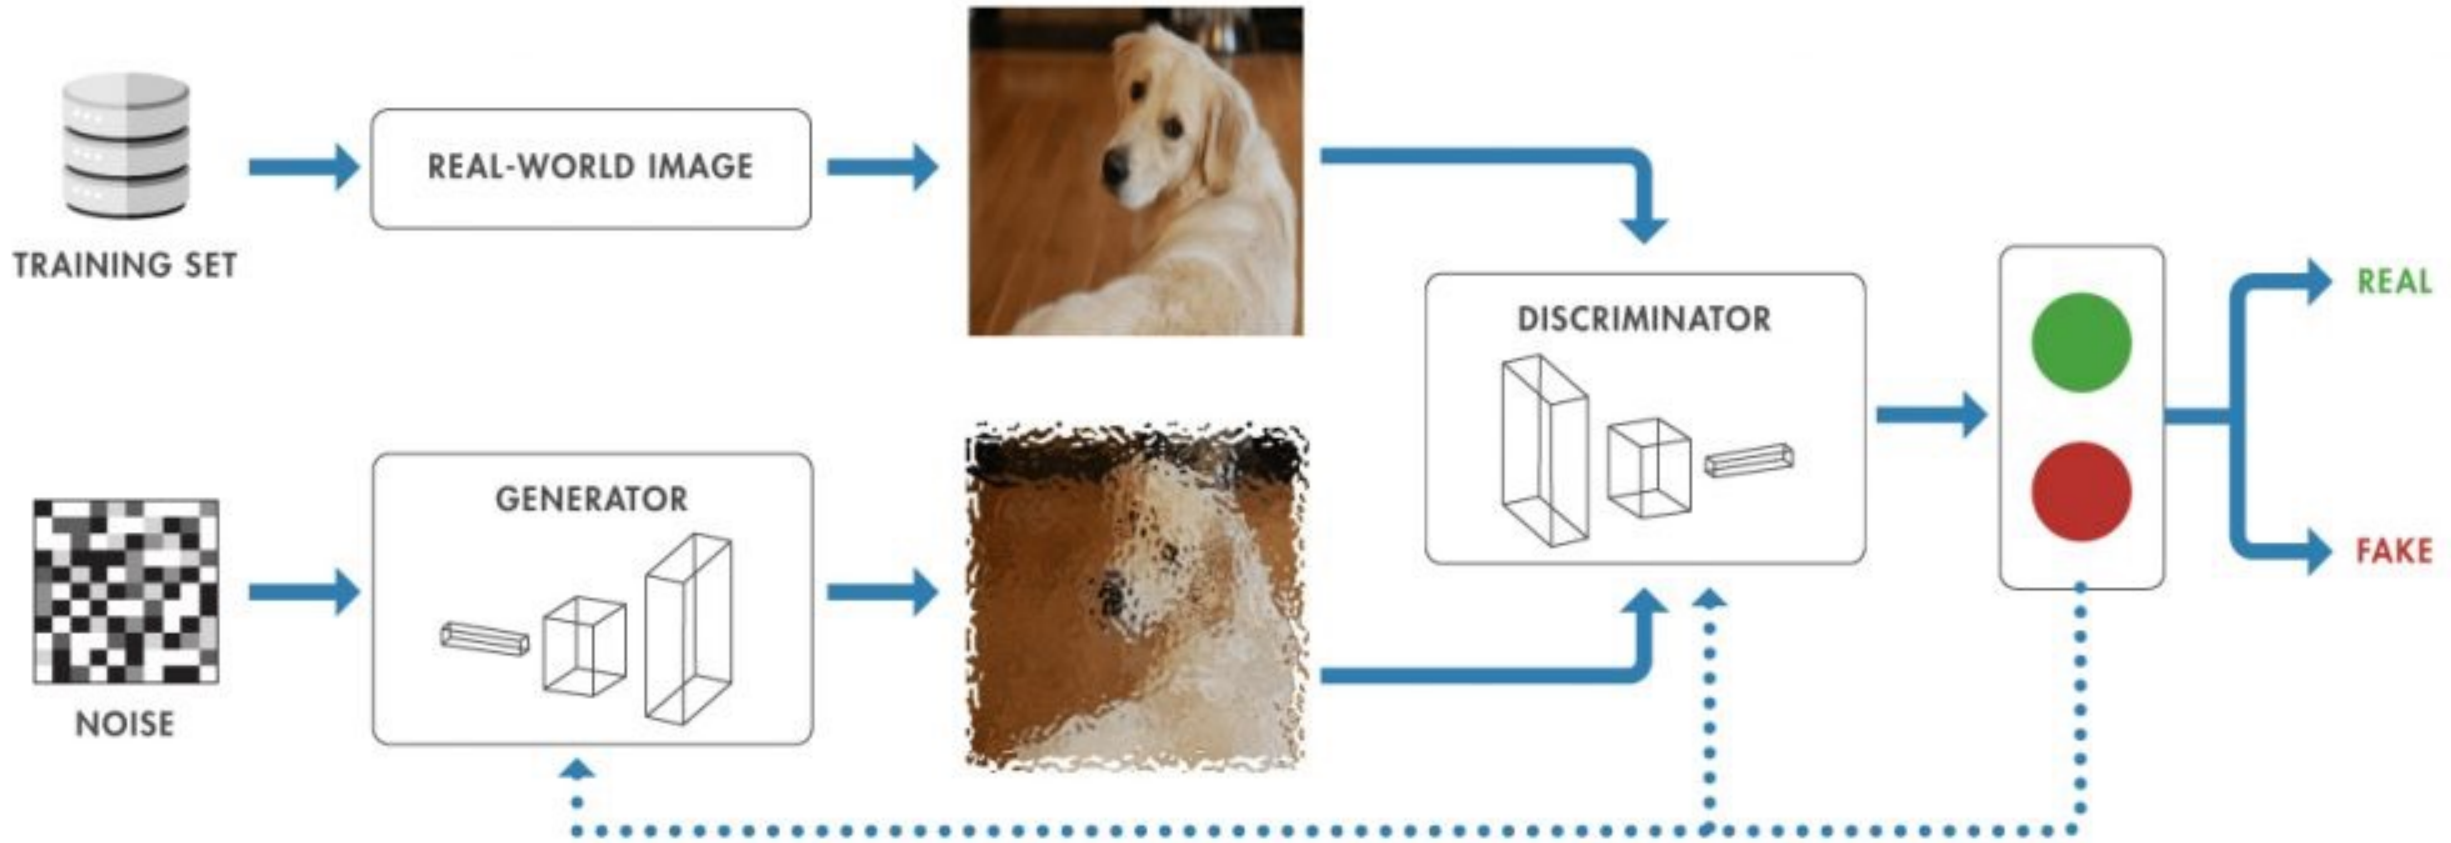 REAL-WORLD IMAGE
TRAINING SET
DISCRIMINATOR
REAL
GENERATOR
FAKE
NOISE